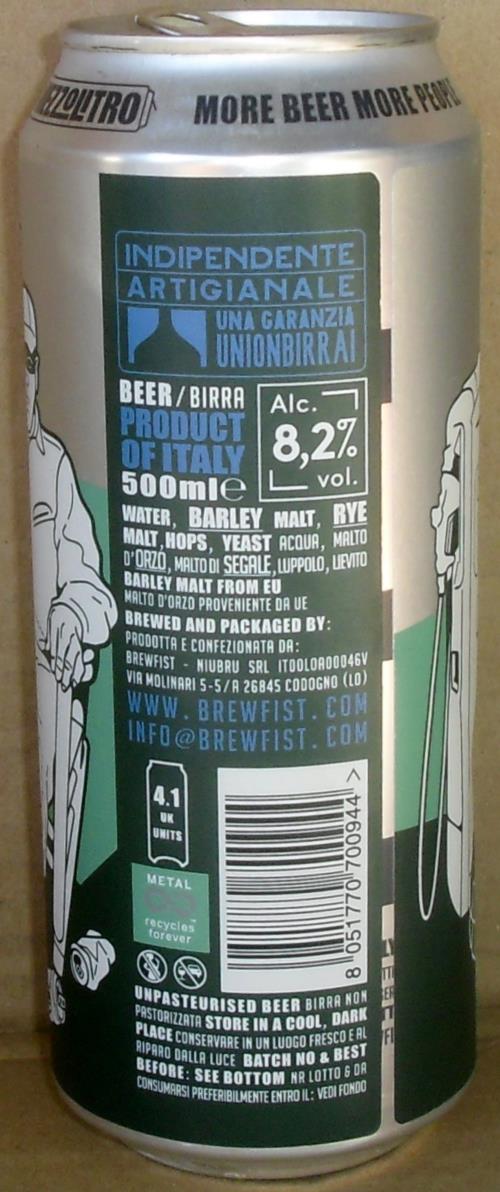 EZZOLITRO MORE BEER MORE PEOPLE
INDIPENDENTE
ARTIGIANALE
UNA GARANZIA
UNIONBIRRAI
BEER / BIRRA
PRODUCT
OF ITALY
500ml e
Alc.
8,2%
vol.
WATER, BARLEY MALT, RYE
MALT, HOPS, YEAST ACQUA, MALTO
D'ORZO, MALTO DI SEGALE, LUPPOLO, LIEVITO
BARLEY MALT FROM EU
MALTO D'ORZO PROVENIENTE DA UE
BREWED AND PACKAGED BY:
PRODOTTA E CONFEZIONATA DA:
BREWFIST - NIUBRU SRL IT00LOA00046V
VIA MOLINARI 5-5/A 26845 CODOGNO (LO)
WWW.BREWFIST.COM
INFO@BREWFIST.COM
4.1
UK
UNITS
METAL
recycles
forever
8 051770 700944 >
UNPASTEURISED BEER BIRRA NON
PASTORIZZATA STORE IN A COOL, DARK
PLACE CONSERVARE IN UN LUOGO FRESCO E AL
RIPARO DALLA LUCE BATCH NO & BEST
BEFORE: SEE BOTTOM NR LOTTO & DA
CONSUMARSI PREFERIBILMENTE ENTRO IL: VEDI FONDO